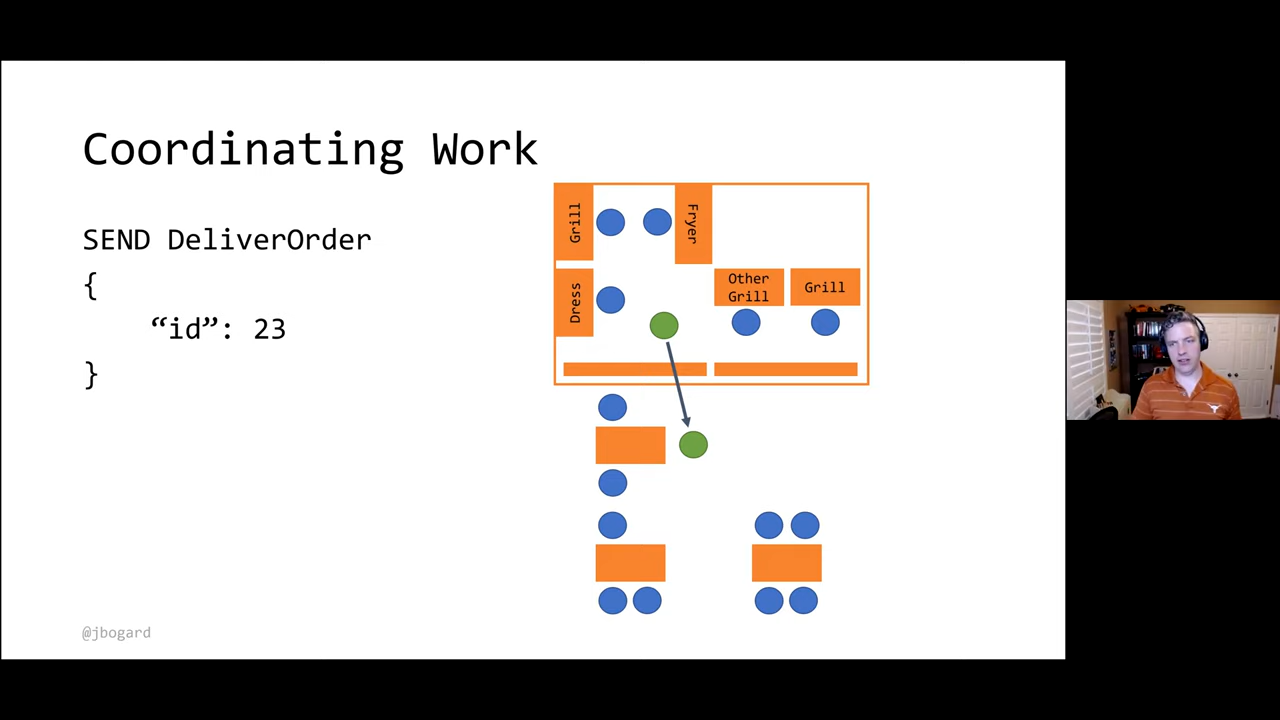 Coordinating Work
SEND DeliverOrder
{
“id”: 23
}
Grill
Fryer
Dress
Other
Grill
Grill
@jbogard